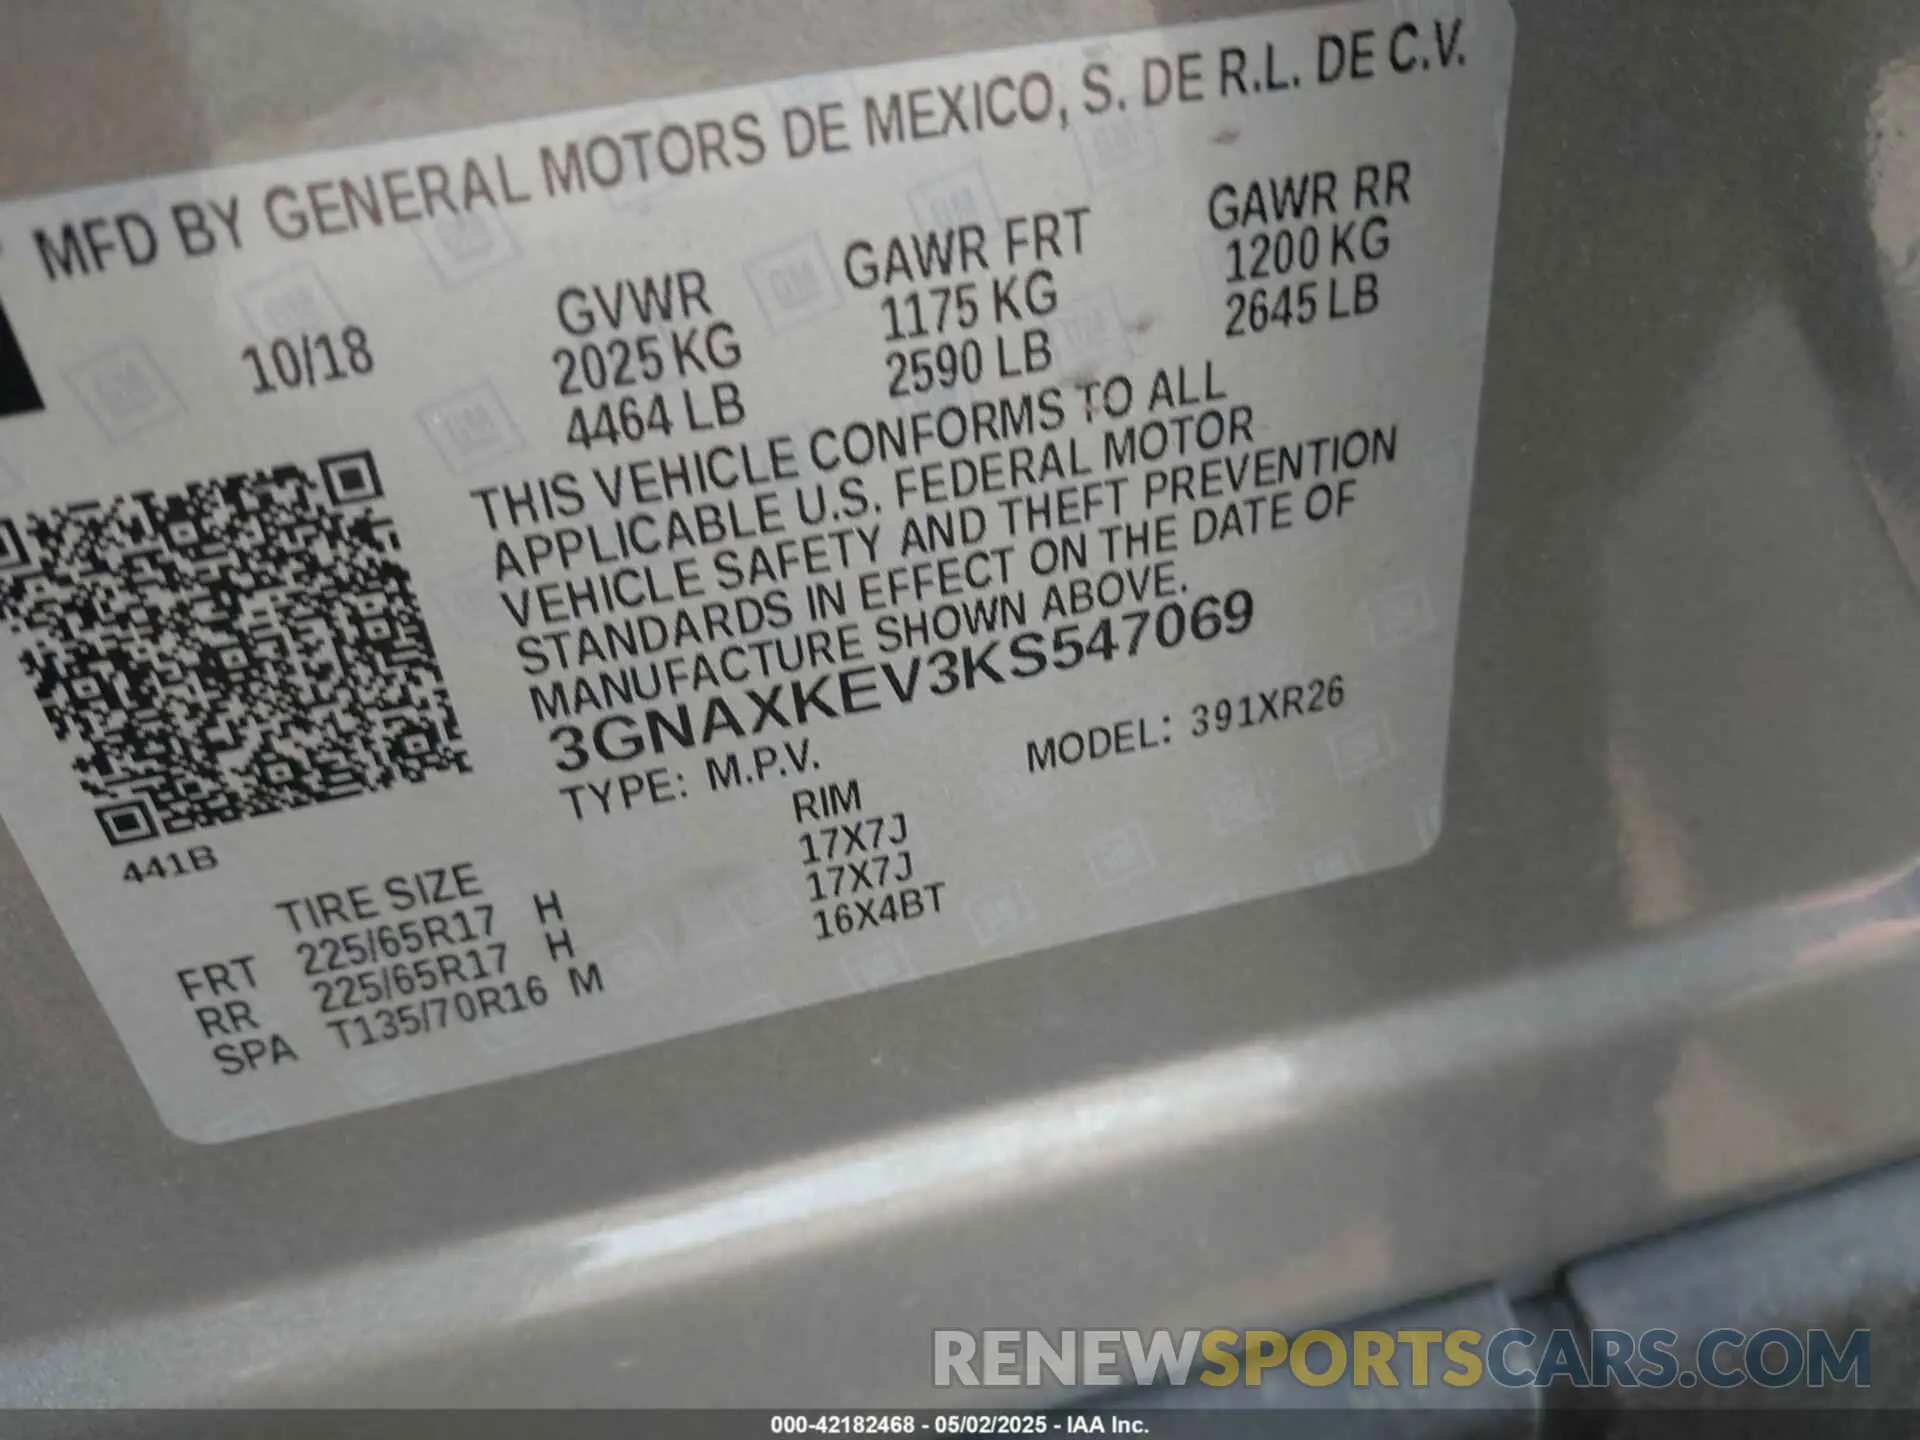 MFD BY GENERAL MOTORS DE MEXICO, S. DE R.L. DE C.V.
10/18
GVWR
2025 KG
4464 LB
GAWR FRT
1175 KG
2590 LB
GAWR RR
1200 KG
2645 LB
THIS VEHICLE CONFORMS TO ALL
APPLICABLE U.S. FEDERAL MOTOR
VEHICLE SAFETY AND THEFT PREVENTION
STANDARDS IN EFFECT ON THE DATE OF
MANUFACTURE SHOWN ABOVE.
3GNAXKEV3KS547069
TYPE: M.P.V. MODEL: 391XR26
441B
TIRE SIZE RIM
FRT 225/65R17 H 17X7J
RR 225/65R17 H 17X7J
SPA T135/70R16 M 16X4BT
RENEWSPORTSCARS.COM
000-42182468 - 05/02/2025 - IAA Inc.